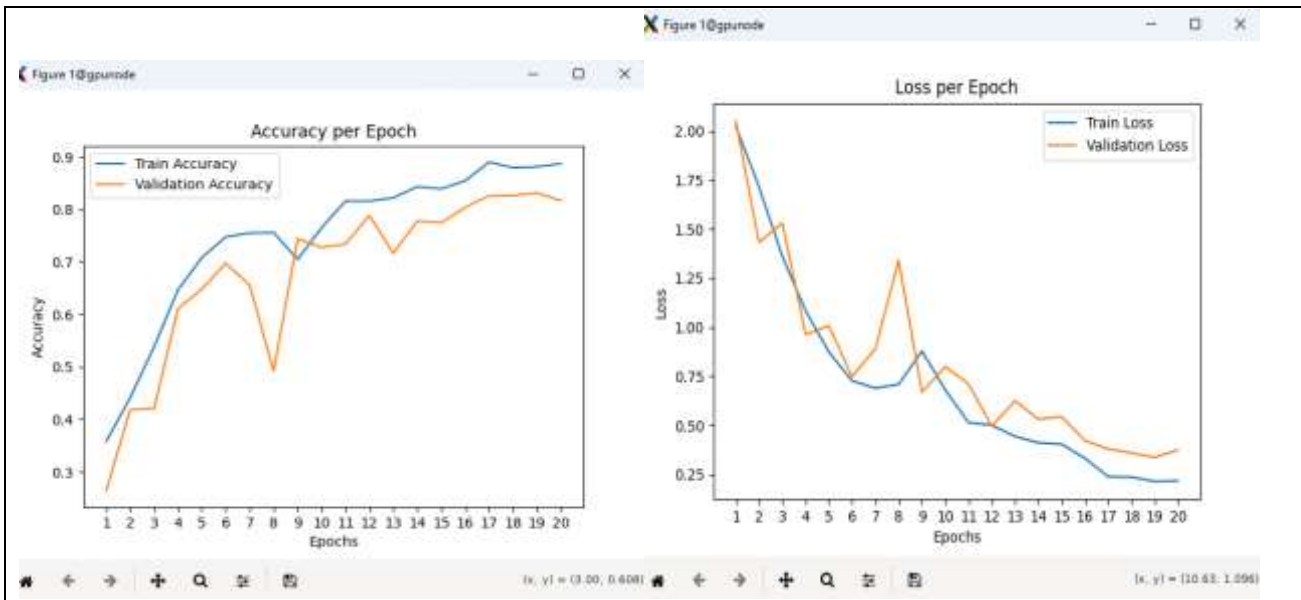 Figure 1@gpunode
Accuracy per Epoch
Train Accuracy
Validation Accuracy
0.9
0.8
0.7
0.6
0.5
0.4
0.3
Accuracy
1 2 3 4 5 6 7 8 9 10 11 12 13 14 15 16 17 18 19 20
Epochs
(x, y) = (3.00, 0.608)
Figure 1@gpunode
Loss per Epoch
Train Loss
Validation Loss
2.00
1.75
1.50
1.25
1.00
0.75
0.50
0.25
Loss
1 2 3 4 5 6 7 8 9 10 11 12 13 14 15 16 17 18 19 20
Epochs
(x, y) = (10.63, 1.096)